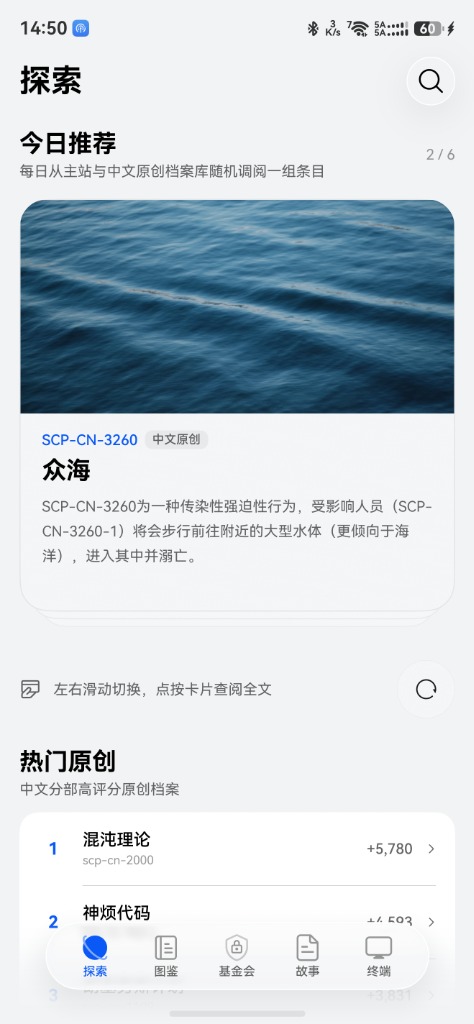 14:50
3
K/s
7
5A
5A
60
探索
今日推荐
2 / 6
每日从主站与中文原创档案库随机调阅一组条目
SCP-CN-3260 中文原创
众海
SCP-CN-3260为一种传染性强迫性行为，受影响人员（SCP-
CN-3260-1）将会步行前往附近的大型水体（更倾向于海
洋），进入其中并溺亡。
左右滑动切换，点按卡片查阅全文
热门原创
中文分部高评分原创档案
1 混沌理论 +5,780
scp-cn-2000
2 神烦代码 +4,593
3 +3,831
探索 图鉴 基金会 故事 终端